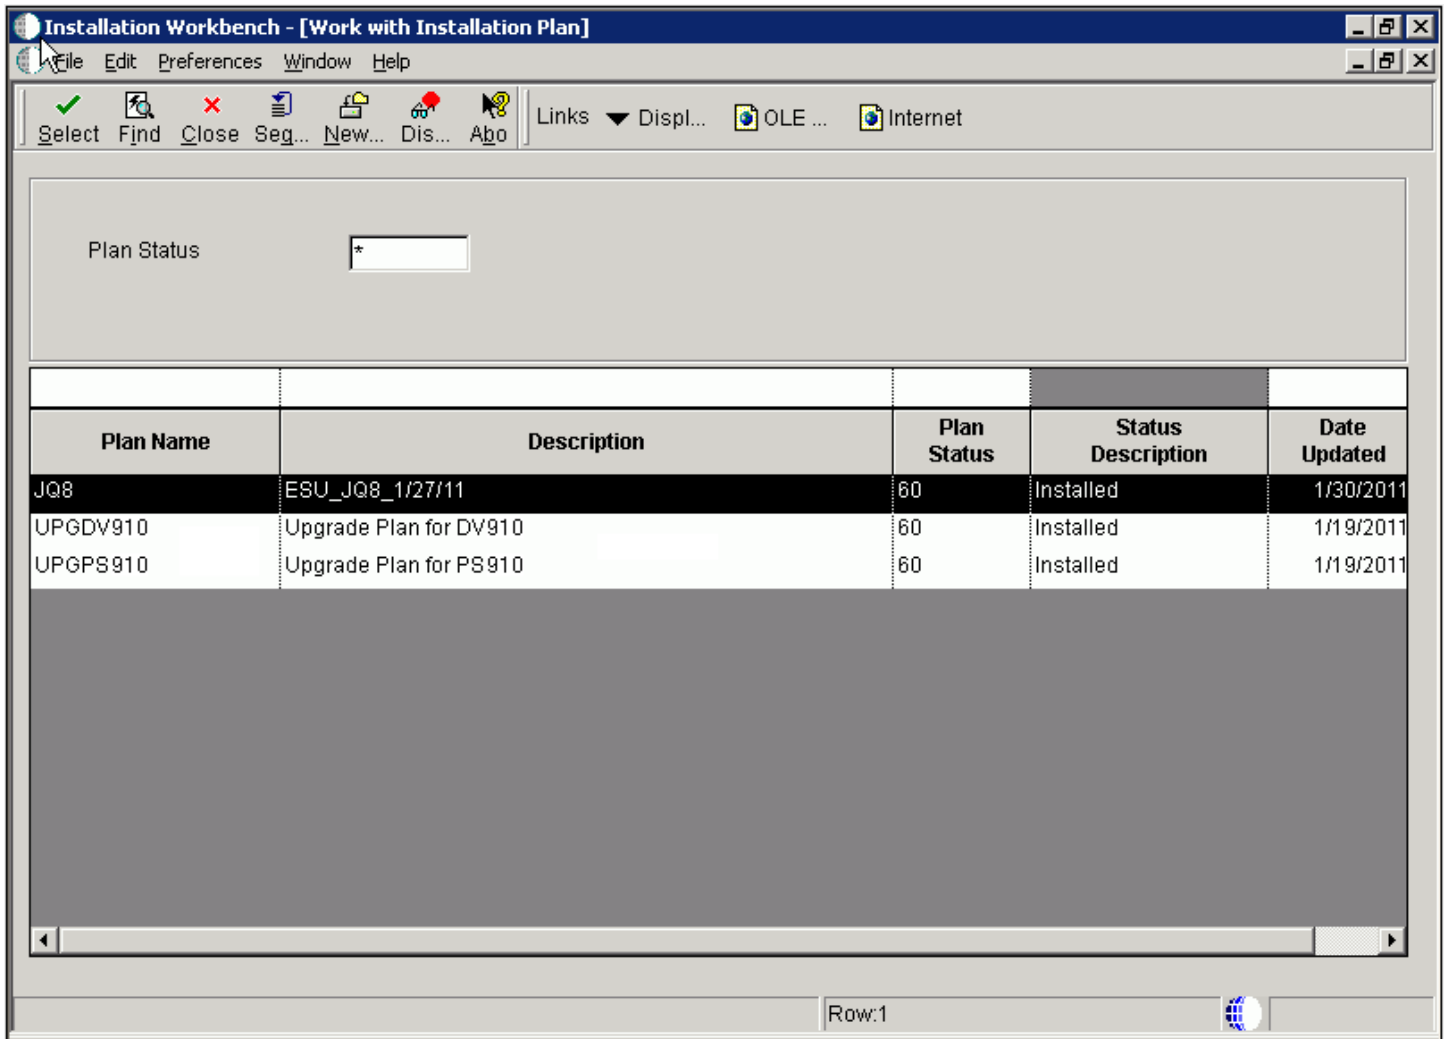 Installation Workbench - [Work with Installation Plan]
File Edit Preferences Window Help
Select Find Close Seq... New... Dis... Abo Links Displ... OLE ... Internet
Plan Status *
Plan Name Description Plan Status Status Description Date Updated
JQ8 ESU_JQ8_1/27/11 60 Installed 1/30/2011
UPGDV910 Upgrade Plan for DV910 60 Installed 1/19/2011
UPGPS910 Upgrade Plan for PS910 60 Installed 1/19/2011
Row:1